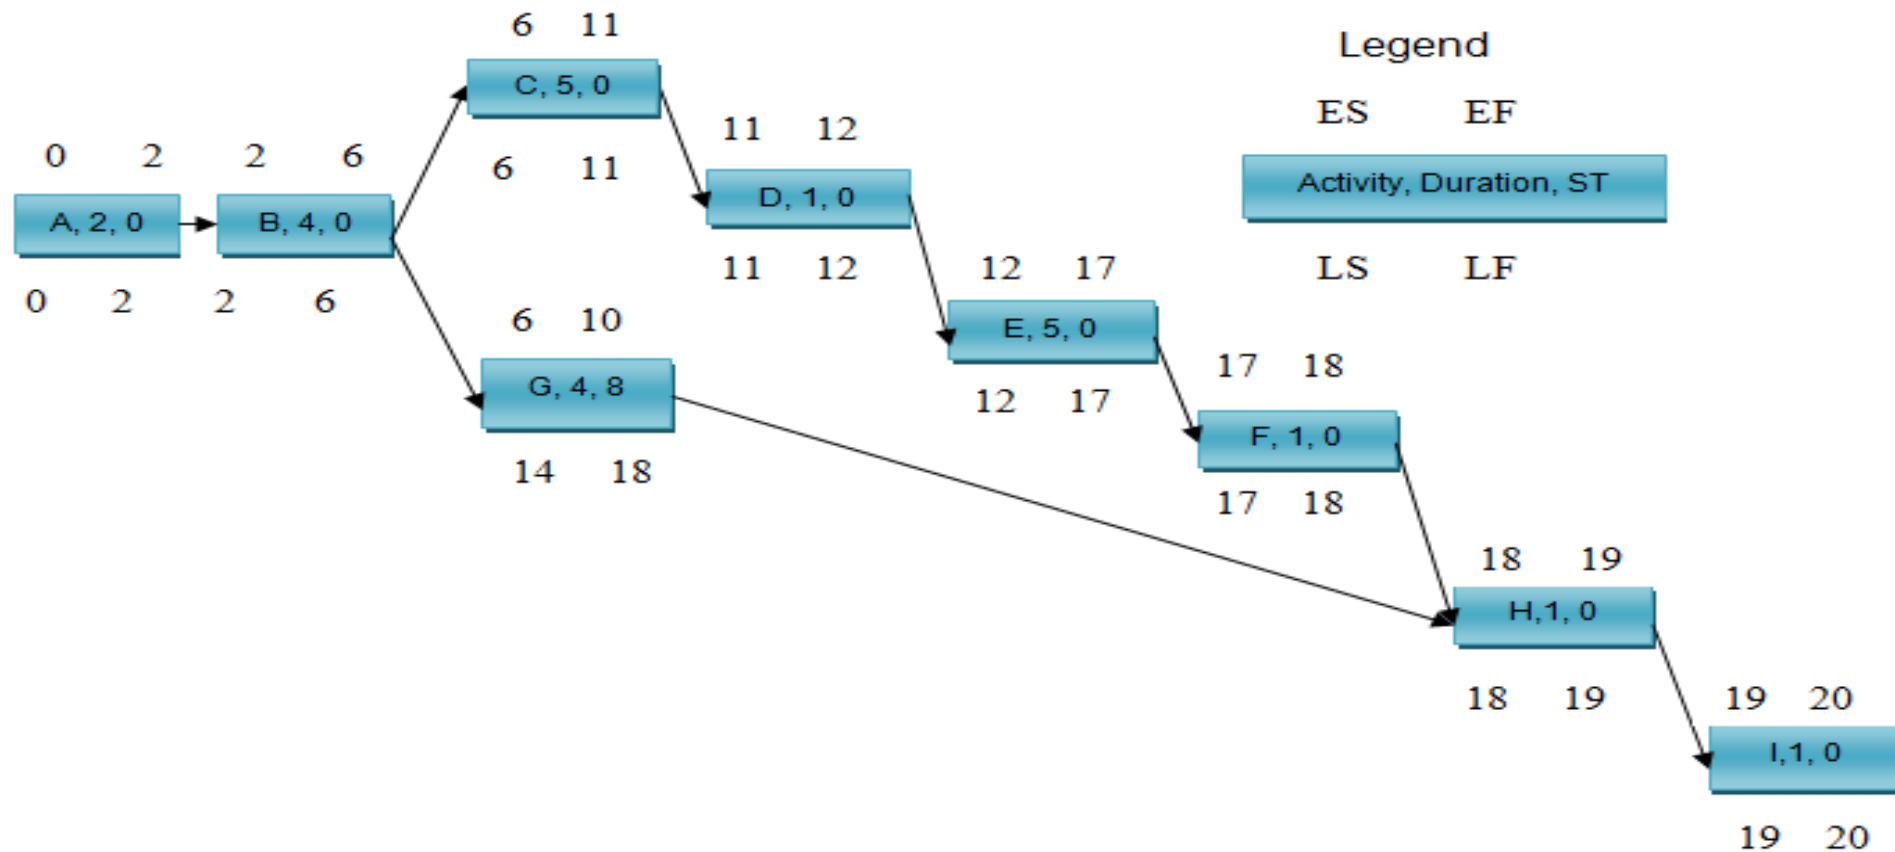 6 11
C, 5, 0
6 11
Legend
ES EF
Activity, Duration, ST
LS LF
0 2
A, 2, 0
0 2
2 6
B, 4, 0
2 6
11 12
D, 1, 0
11 12
6 10
G, 4, 8
14 18
12 17
E, 5, 0
12 17
17 18
F, 1, 0
17 18
18 19
H,1, 0
18 19
19 20
I,1, 0
19 20